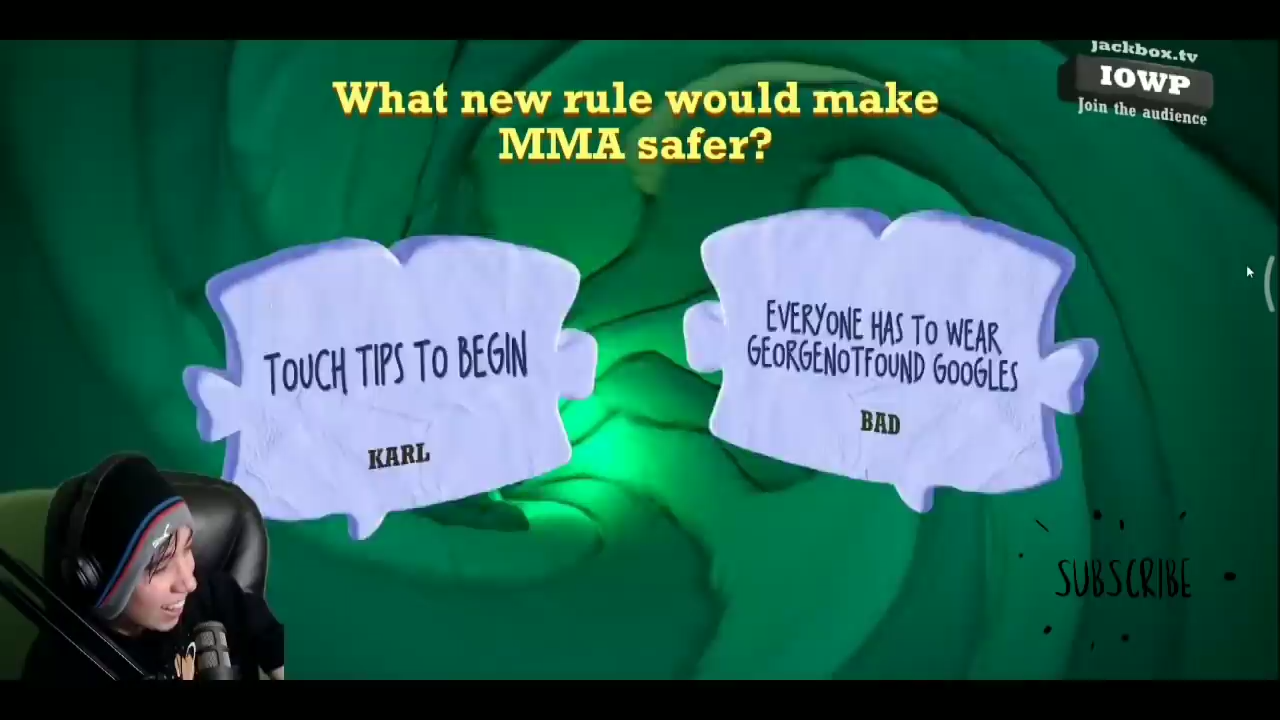 What new rule would make
MMA safer?
jackbox.tv
IOWP
Join the audience
TOUCH TIPS TO BEGIN
KARL
EVERYONE HAS TO WEAR
GEORGENOTFOUND GOOGLES
BAD
SUBSCRIBE